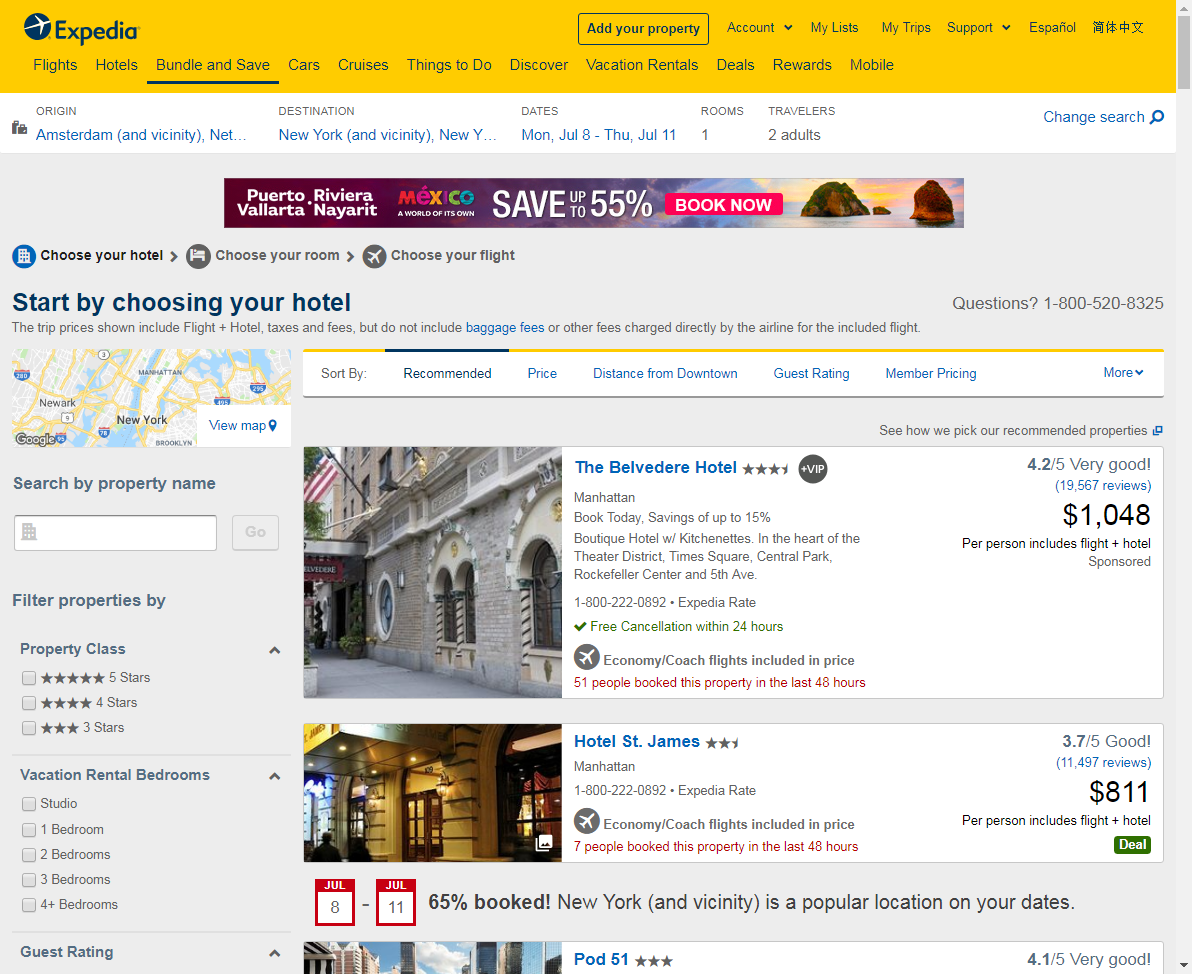 Expedia
Add your property
Account
My Lists
My Trips
Support
Español
简体中文
Flights
Hotels
Bundle and Save
Cars
Cruises
Things to Do
Discover
Vacation Rentals
Deals
Rewards
Mobile
ORIGIN
Amsterdam (and vicinity), Net...
DESTINATION
New York (and vicinity), New Y...
DATES
Mon, Jul 8 - Thu, Jul 11
ROOMS
1
TRAVELERS
2 adults
Change search
Puerto Vallarta
Riviera Nayarit
MÉXICO
A WORLD OF ITS OWN
SAVE UP TO 55%
BOOK NOW
Choose your hotel
Choose your room
Choose your flight
Start by choosing your hotel
Questions? 1-800-520-8325
The trip prices shown include Flight + Hotel, taxes and fees, but do not include baggage fees or other fees charged directly by the airline for the included flight.
3
280
MANHATTAN
495
295
Newark
9
New York
78
95
BROOKLYN
Google
View map
Sort By:
Recommended
Price
Distance from Downtown
Guest Rating
Member Pricing
More
See how we pick our recommended properties
Search by property name
Go
Filter properties by
Property Class
5 Stars
4 Stars
3 Stars
Vacation Rental Bedrooms
Studio
1 Bedroom
2 Bedrooms
3 Bedrooms
4+ Bedrooms
Guest Rating
BELVEDERE
The Belvedere Hotel
+VIP
Manhattan
Book Today, Savings of up to 15%
Boutique Hotel w/ Kitchenettes. In the heart of the
Theater District, Times Square, Central Park,
Rockefeller Center and 5th Ave.
1-800-222-0892 • Expedia Rate
Free Cancellation within 24 hours
Economy/Coach flights included in price
51 people booked this property in the last 48 hours
4.2/5 Very good!
(19,567 reviews)
$1,048
Per person includes flight + hotel
Sponsored
Hotel St. James
Manhattan
1-800-222-0892 • Expedia Rate
Economy/Coach flights included in price
7 people booked this property in the last 48 hours
3.7/5 Good!
(11,497 reviews)
$811
Per person includes flight + hotel
Deal
JUL
8
-
JUL
11
65% booked! New York (and vicinity) is a popular location on your dates.
Pod 51
4.1/5 Very good!